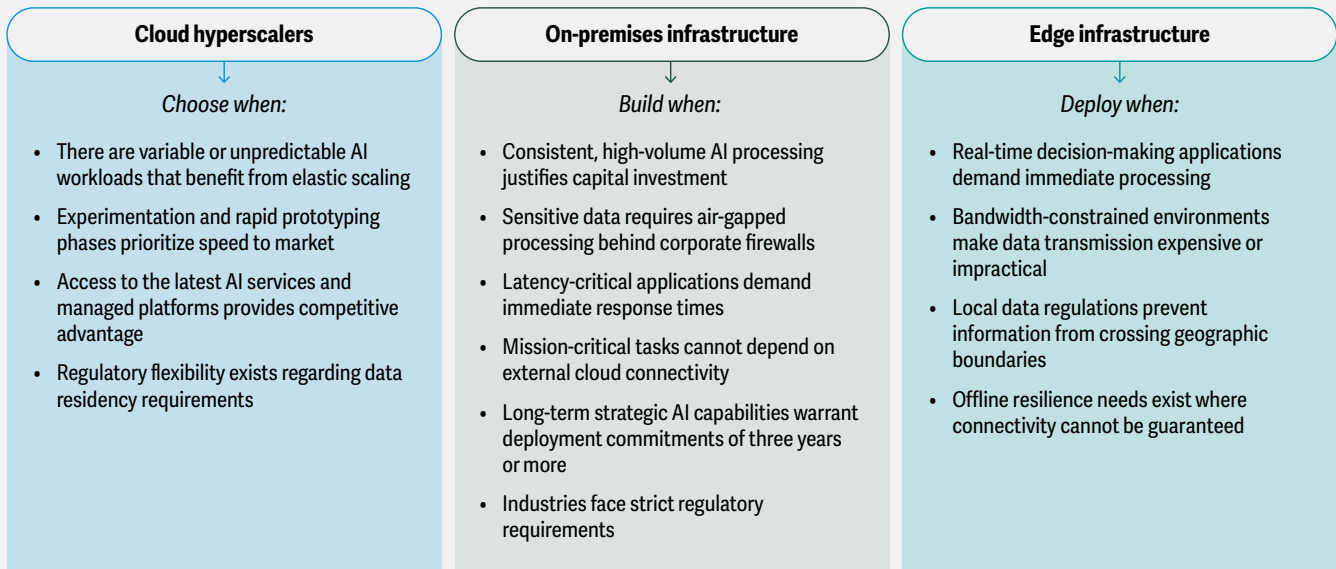 Cloud hyperscalers
Choose when:
• There are variable or unpredictable AI
workloads that benefit from elastic scaling
• Experimentation and rapid prototyping
phases prioritize speed to market
• Access to the latest AI services and
managed platforms provides competitive
advantage
• Regulatory flexibility exists regarding data
residency requirements
On-premises infrastructure
Build when:
• Consistent, high-volume AI processing
justifies capital investment
• Sensitive data requires air-gapped
processing behind corporate firewalls
• Latency-critical applications demand
immediate response times
• Mission-critical tasks cannot depend on
external cloud connectivity
• Long-term strategic AI capabilities warrant
deployment commitments of three years
or more
• Industries face strict regulatory
requirements
Edge infrastructure
Deploy when:
• Real-time decision-making applications
demand immediate processing
• Bandwidth-constrained environments
make data transmission expensive or
impractical
• Local data regulations prevent
information from crossing geographic
boundaries
• Offline resilience needs exist where
connectivity cannot be guaranteed